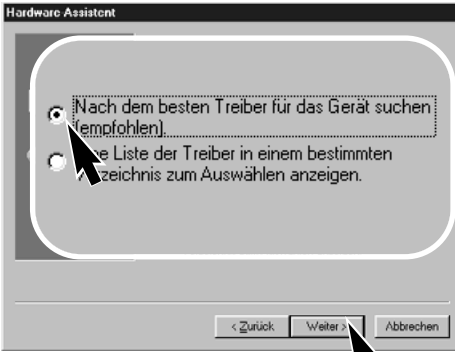 Hardware Assistent
Nach dem besten Treiber für das Gerät suchen
(empfohlen).
Liste der Treiber in einem bestimmten
zum Auswählen anzeigen.
< Zurück
Weiter >
Abbrechen